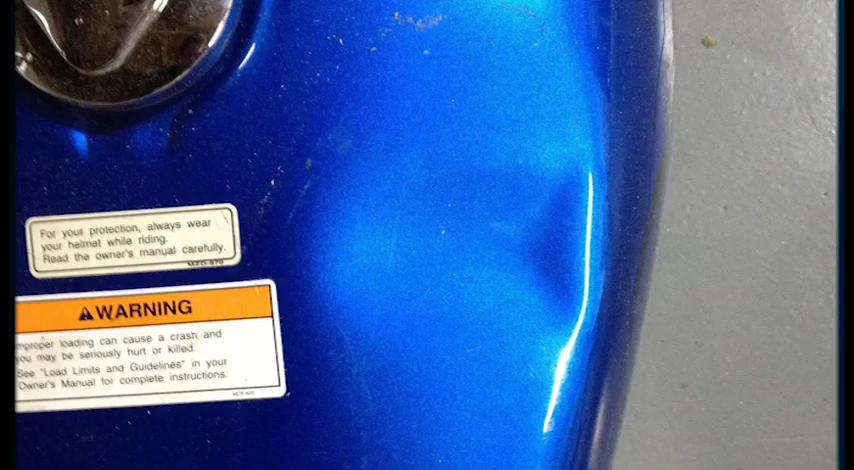 For your protection, always wear
your helmet while riding.
Read the owner's manual carefully.
WARNING
mproper loading can cause a crash and
you may be seriously hurt or killed.
See "Load Limits and Guidelines" in your
Owner's Manual for complete instructions.